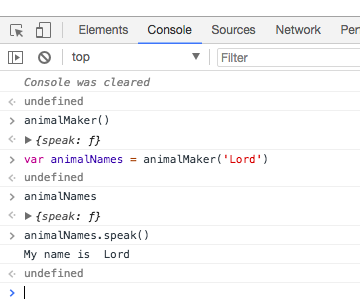 Elements Console Sources Network Per
top Filter
Console was cleared
undefined
animalMaker()
{speak: ƒ}
var animalNames = animalMaker('Lord')
undefined
animalNames
{speak: ƒ}
animalNames.speak()
My name is  Lord
undefined